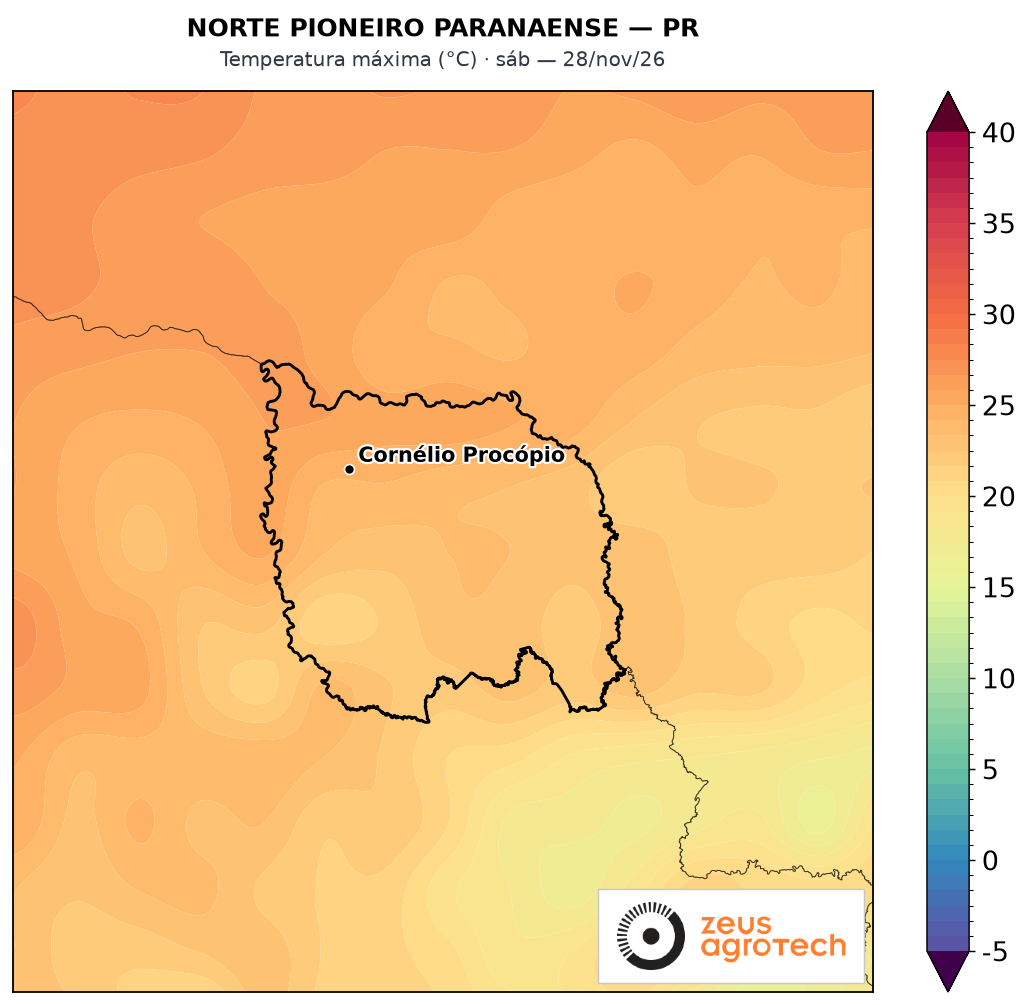 NORTE PIONEIRO PARANAENSE — PR
Temperatura máxima (°C) · sáb — 28/nov/26
Cornélio Procópio
40
35
30
25
20
15
10
5
0
-5
zeus
agrotech